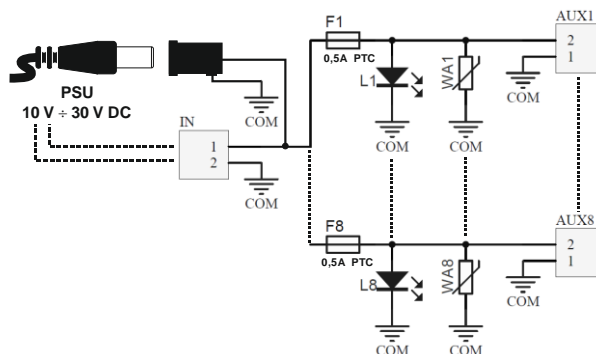 F1
AUX1
2
1
0,5A PTC
L1
WA1
COM
PSU
10 V ÷ 30 V DC
COM
COM
COM
IN
1
2
COM
F8
AUX8
2
1
0,5A PTC
L8
WA8
COM
COM
COM